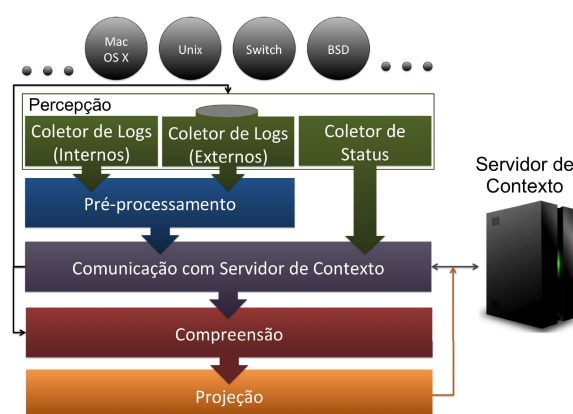 Mac
OS X
Unix
Switch
BSD
Percepção
Coletor de Logs
(Internos)
Coletor de Logs
(Externos)
Coletor de
Status
Servidor de
Contexto
Pré-processamento
Comunicação com Servidor de Contexto
Compreensão
Projeção